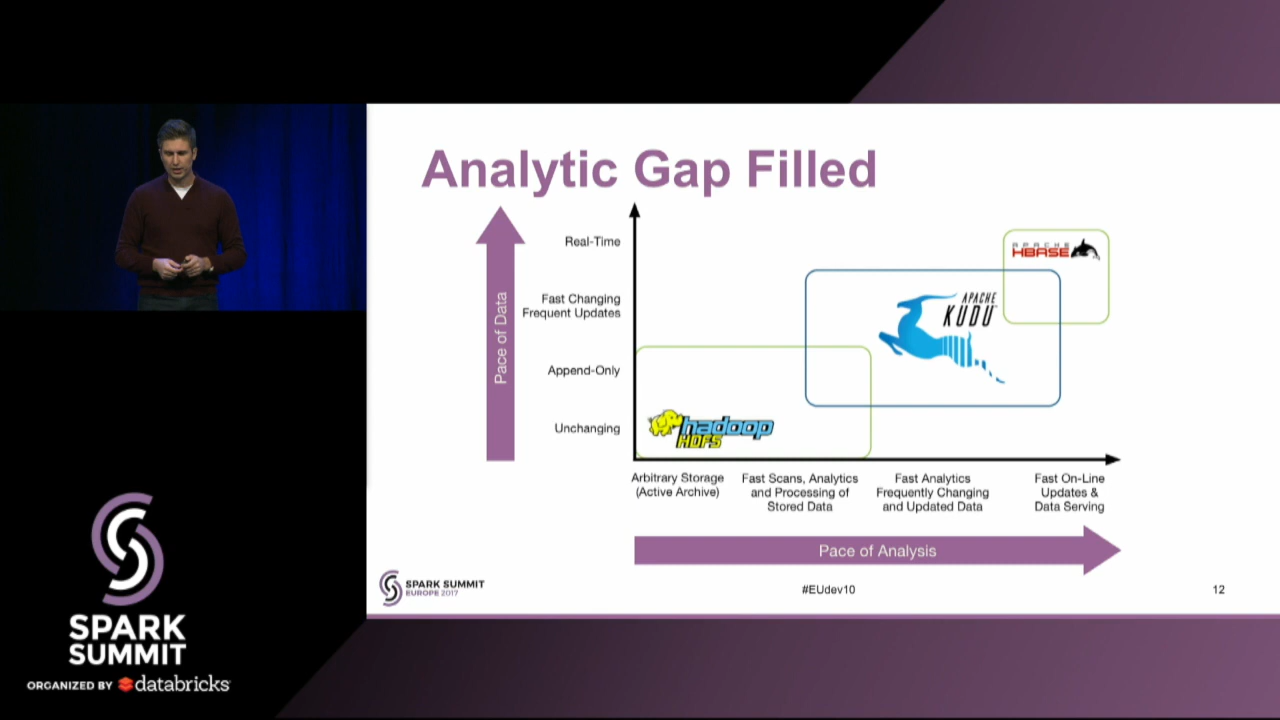 Analytic Gap Filled
Pace of Data
Real-Time
Fast Changing
Frequent Updates
Append-Only
Unchanging
APACHE
HBASE
APACHE
KUDU
hadoop
HDFS
Arbitrary Storage
(Active Archive)
Fast Scans, Analytics
and Processing of
Stored Data
Fast Analytics
Frequently Changing
and Updated Data
Fast On-Line
Updates &
Data Serving
Pace of Analysis
SPARK SUMMIT
EUROPE 2017
#EUdev10
12
SPARK
SUMMIT
ORGANIZED BY databricks